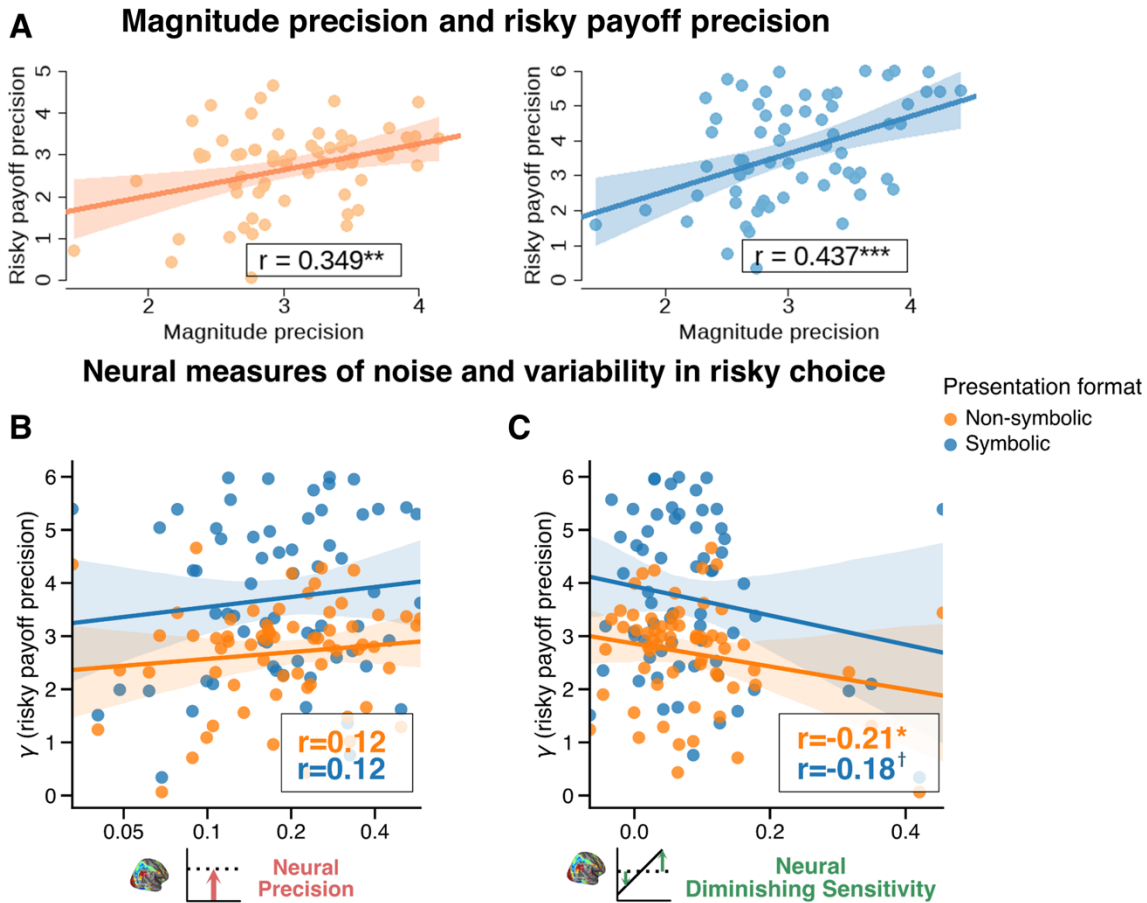 A
Magnitude precision and risky payoff precision
Risky payoff precision
5
4
3
2
1
0
r = 0.349**
2 3 4
Magnitude precision
Risky payoff precision
6
5
4
3
2
1
0
r = 0.437***
2 3 4
Magnitude precision
Neural measures of noise and variability in risky choice
Presentation format
Non-symbolic
Symbolic
B
γ (risky payoff precision)
6
5
4
3
2
1
0
r=0.12
r=0.12
0.05 0.1 0.2 0.4
Neural
Precision
C
γ (risky payoff precision)
6
5
4
3
2
1
0
r=-0.21*
r=-0.18†
0.0 0.2 0.4
Neural
Diminishing Sensitivity